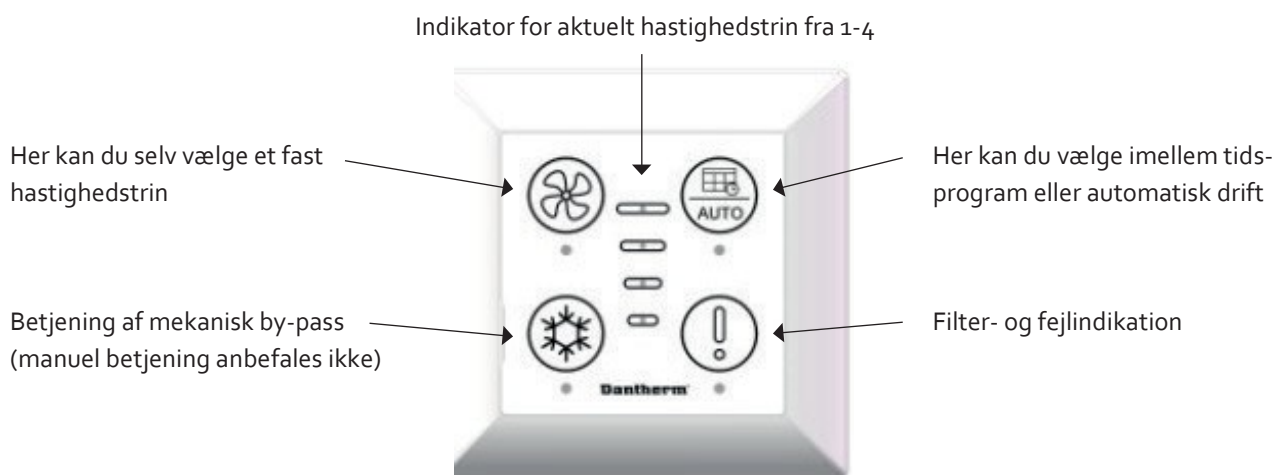 Indikator for aktuelt hastighedstrin fra 1-4
Her kan du selv vælge et fast
hastighedstrin
Her kan du vælge imellem tids-
program eller automatisk drift
AUTO
Betjening af mekanisk by-pass
(manuel betjening anbefales ikke)
Filter- og fejlindikation
Dantherm